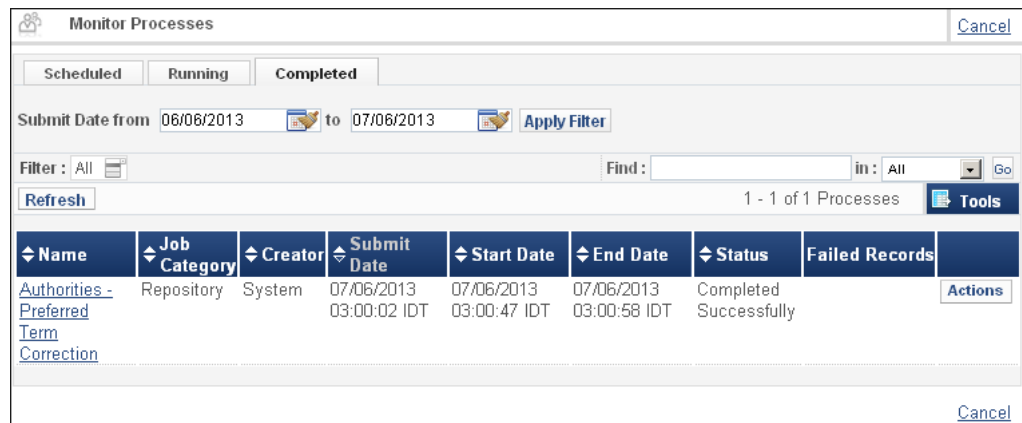 Monitor Processes
Cancel
Scheduled Running Completed
Submit Date from 06/06/2013 to 07/06/2013 Apply Filter
Filter : All Find : in : All Go
Refresh 1 - 1 of 1 Processes Tools
Name Job Category Creator Submit Date Start Date End Date Status Failed Records
Authorities - Repository System 07/06/2013 07/06/2013 07/06/2013 Completed Actions
Preferred 03:00:02 IDT 03:00:47 IDT 03:00:58 IDT Successfully
Term
Correction
Cancel